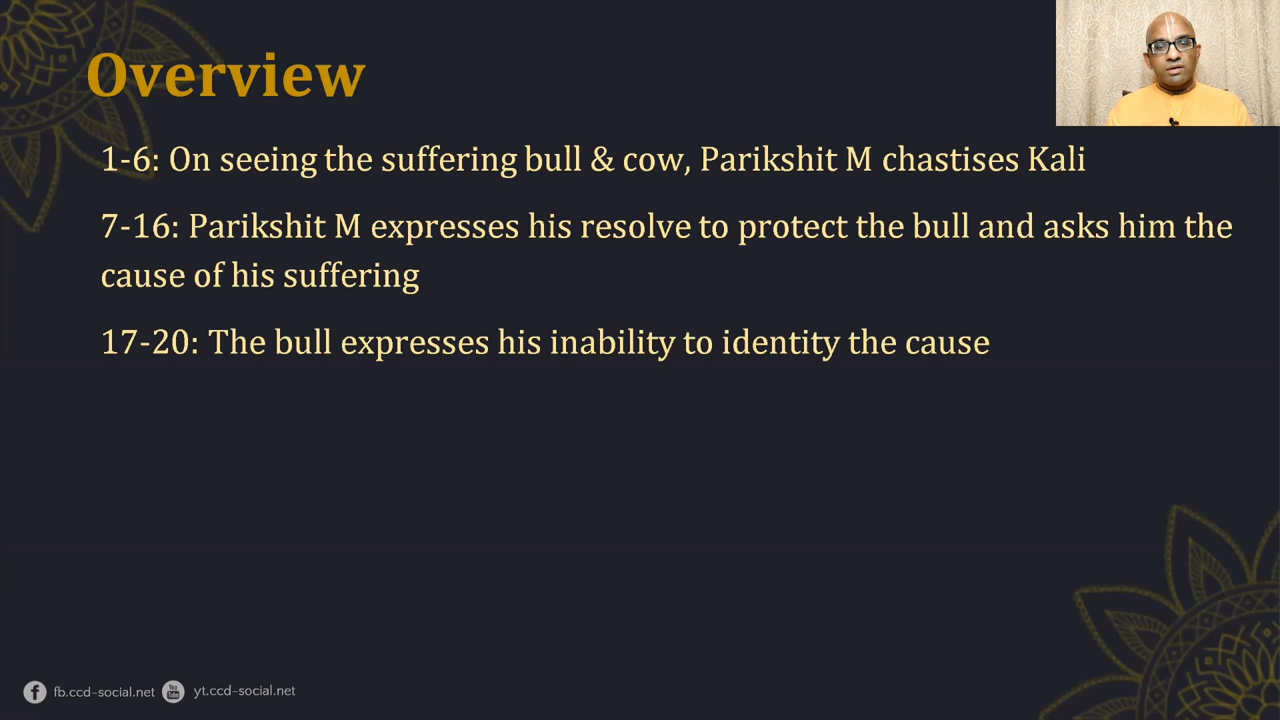 Overview
1-6: On seeing the suffering bull & cow, Parikshit M chastises Kali
7-16: Parikshit M expresses his resolve to protect the bull and asks him the
cause of his suffering
17-20: The bull expresses his inability to identity the cause
fb.ccd-social.net yt.ccd-social.net